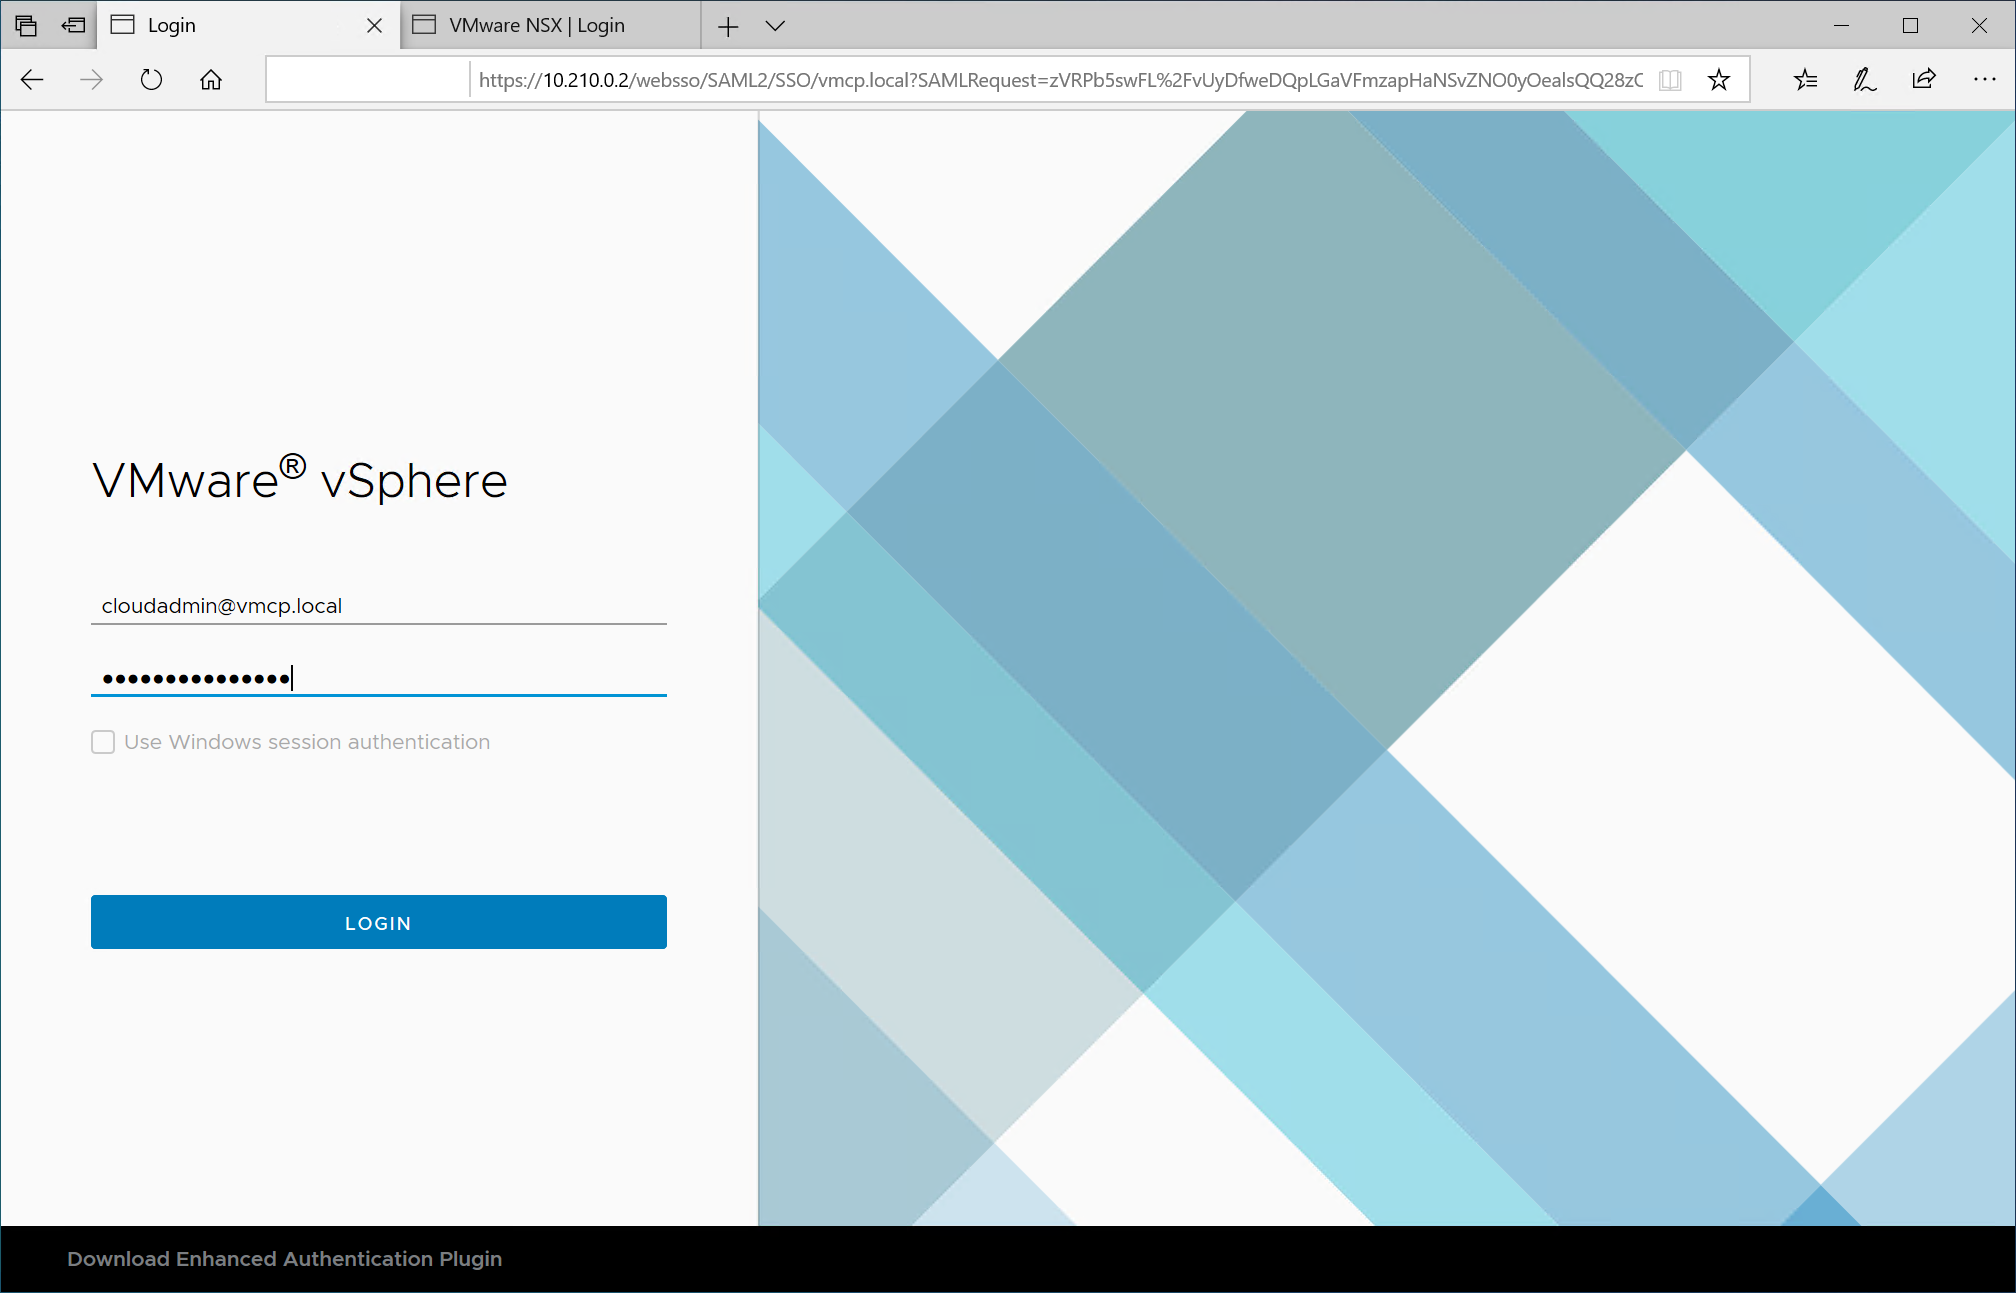 Login
VMware NSX | Login
https://10.210.0.2/websso/SAML2/SSO/vmcp.local?SAMLRequest=zVRPb5swFL%2FvUyDfweDQpLGaVFmzapHaNSvZNO0yOealsQQ28zC
VMware® vSphere
cloudadmin@vmcp.local
Use Windows session authentication
LOGIN
Download Enhanced Authentication Plugin